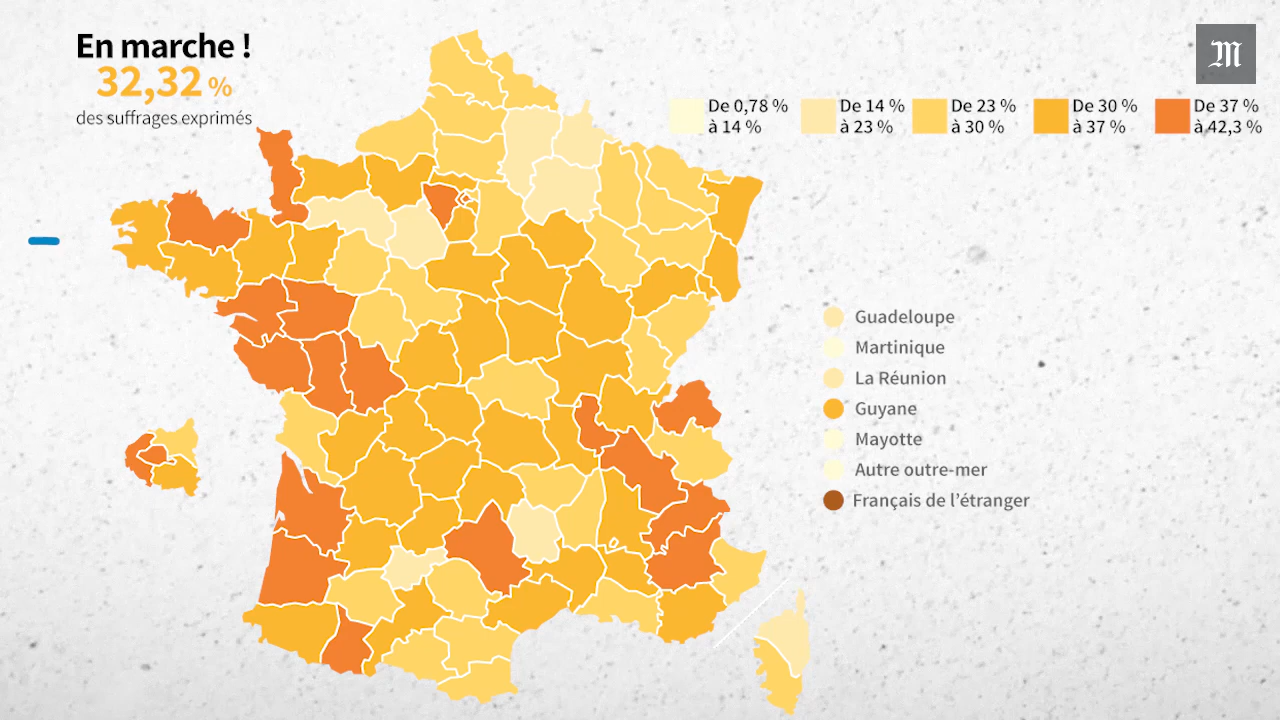 En marche !
32,32 %
des suffrages exprimés
M
De 0,78 %
à 14 %
De 14 %
à 23 %
De 23 %
à 30 %
De 30 %
à 37 %
De 37 %
à 42,3 %
Guadeloupe
Martinique
La Réunion
Guyane
Mayotte
Autre outre-mer
Français de l'étranger